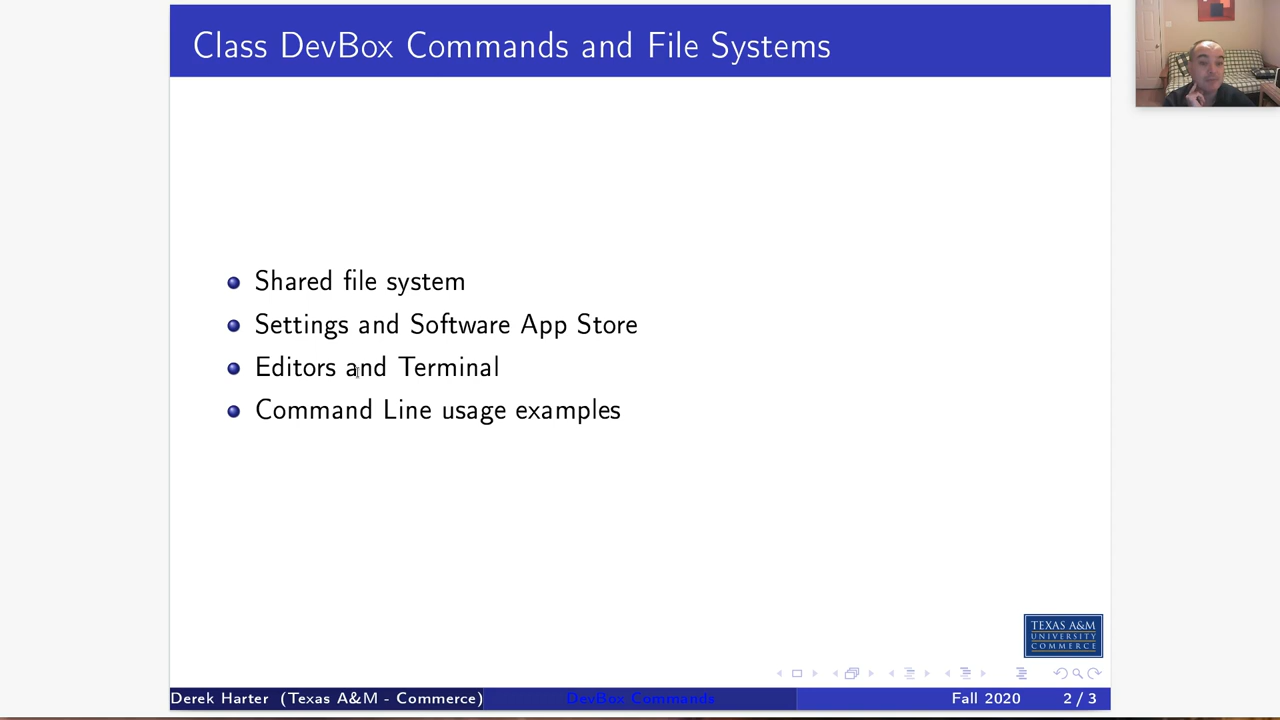 Class DevBox Commands and File Systems
Shared file system
Settings and Software App Store
Editors and Terminal
Command Line usage examples
TEXAS A&M
UNIVERSITY
COMMERCE
Derek Harter (Texas A&M - Commerce) DevBox Commands Fall 2020 2 / 3